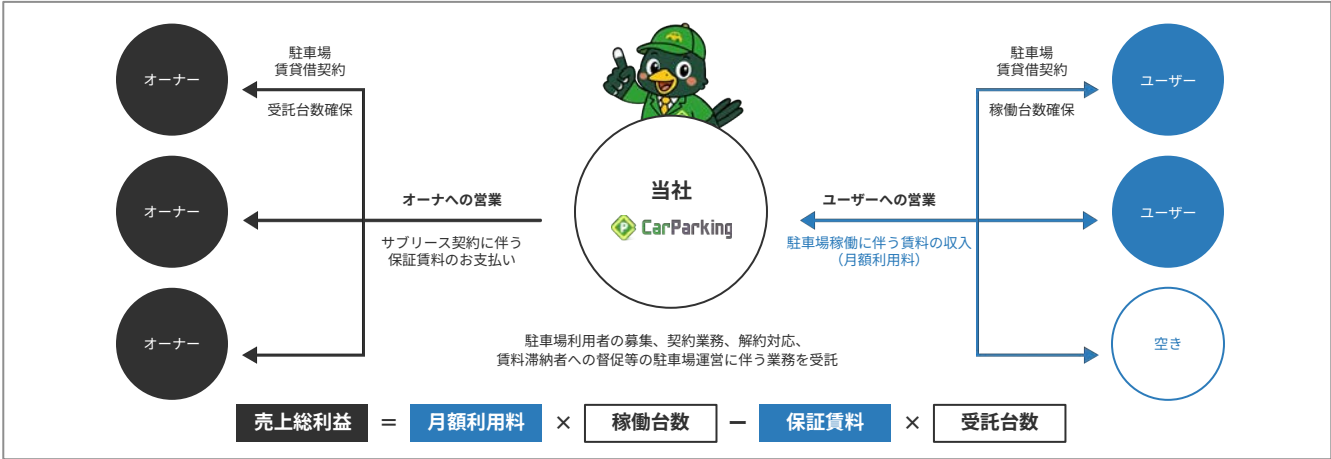 オーナー
駐車場
賃貸借契約
受託台数確保
オーナー
オーナー
オーナへの営業
サブリース契約に伴う
保証賃料のお支払い
当社
P
CarParking
ユーザーへの営業
駐車場稼働に伴う賃料の収入
（月額利用料）
駐車場
賃貸借契約
稼働台数確保
ユーザー
ユーザー
空き
駐車場利用者の募集、契約業務、解約対応、
賃料滞納者への督促等の駐車場運営に伴う業務を受託
売上総利益 = 月額利用料 × 稼働台数 − 保証賃料 × 受託台数